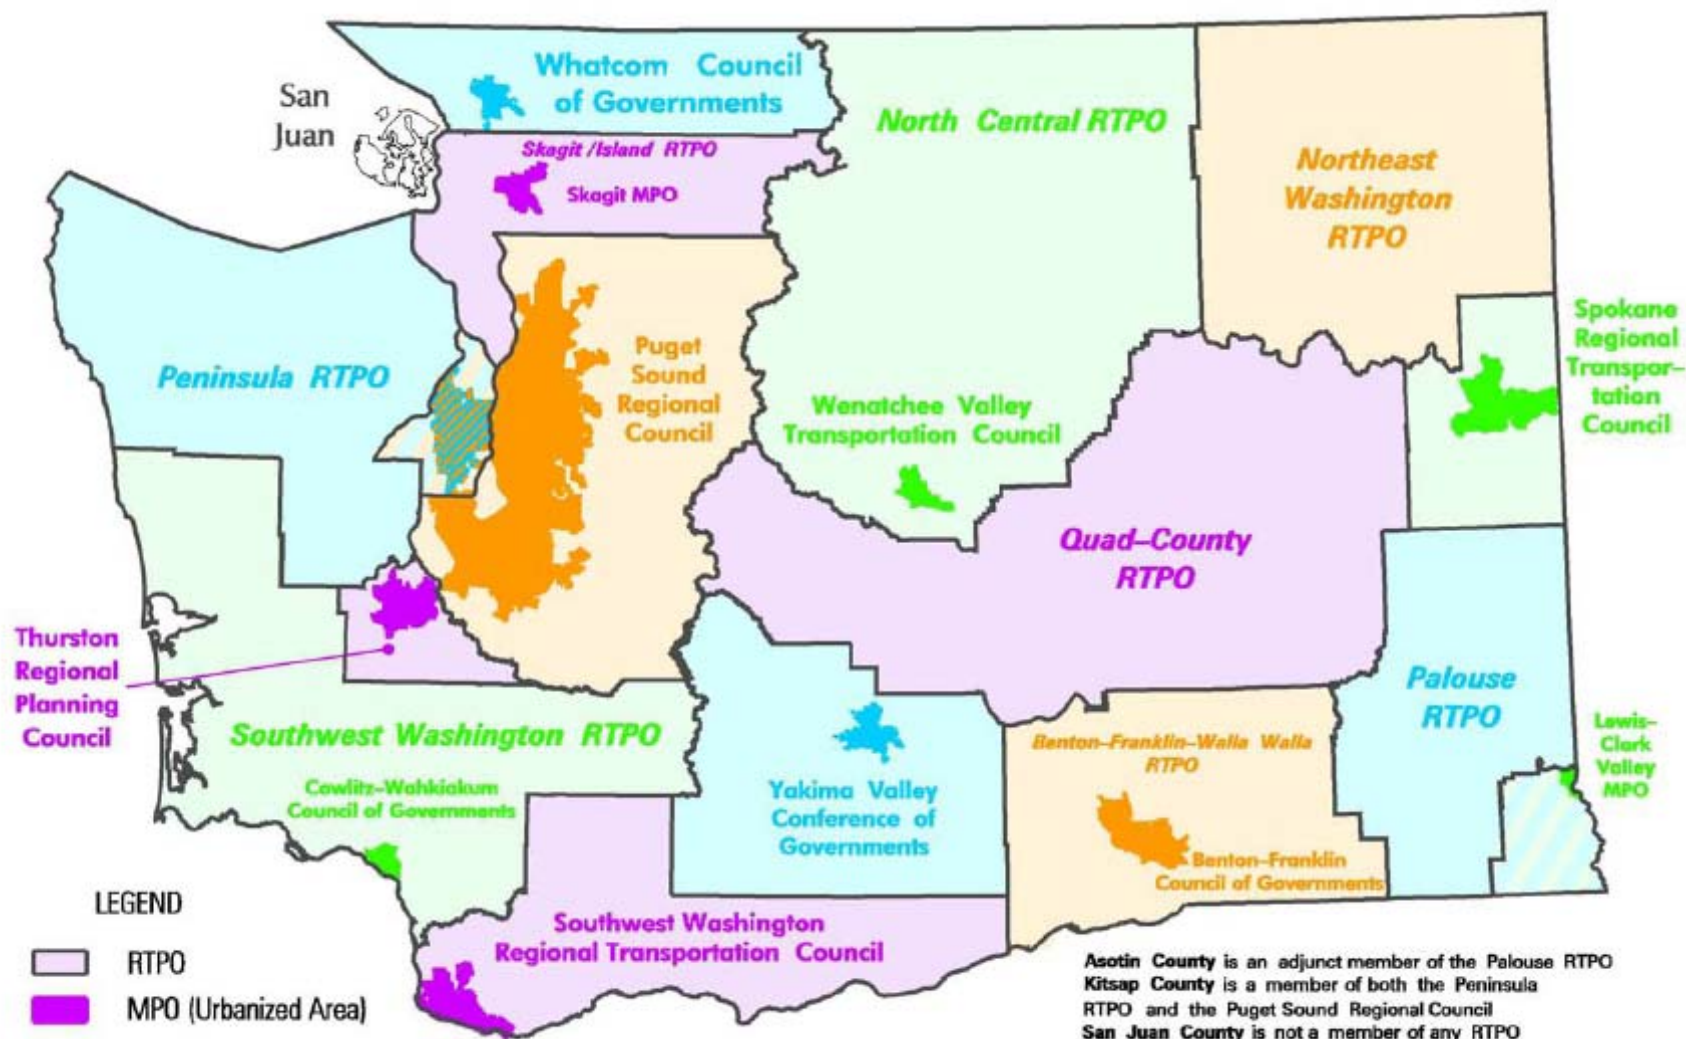 Whatcom Council
of Governments
San
Juan
North Central RTPO
Skagit/Island RTPO
Skagit MPO
Northeast
Washington
RTPO
Peninsula RTPO
Puget
Sound
Regional
Council
Spokane
Regional
Transpor-
tation
Council
Wenatchee Valley
Transportation Council
Quad-County
RTPO
Thurston
Regional
Planning
Council
Southwest Washington RTPO
Cowlitz-Wahkiakum
Council of Governments
Yakima Valley
Conference of
Governments
Benton-Franklin-Walla Walla
RTPO
Benton-Franklin
Council of Governments
Palouse
RTPO
Lewis-
Clark
Valley
MPO
Southwest Washington
Regional Transportation Council
LEGEND
RTPO
MPO (Urbanized Area)
Asotin County is an adjunct member of the Palouse RTPO
Kitsap County is a member of both the Peninsula
RTPO and the Puget Sound Regional Council
San Juan County is not a member of any RTPO